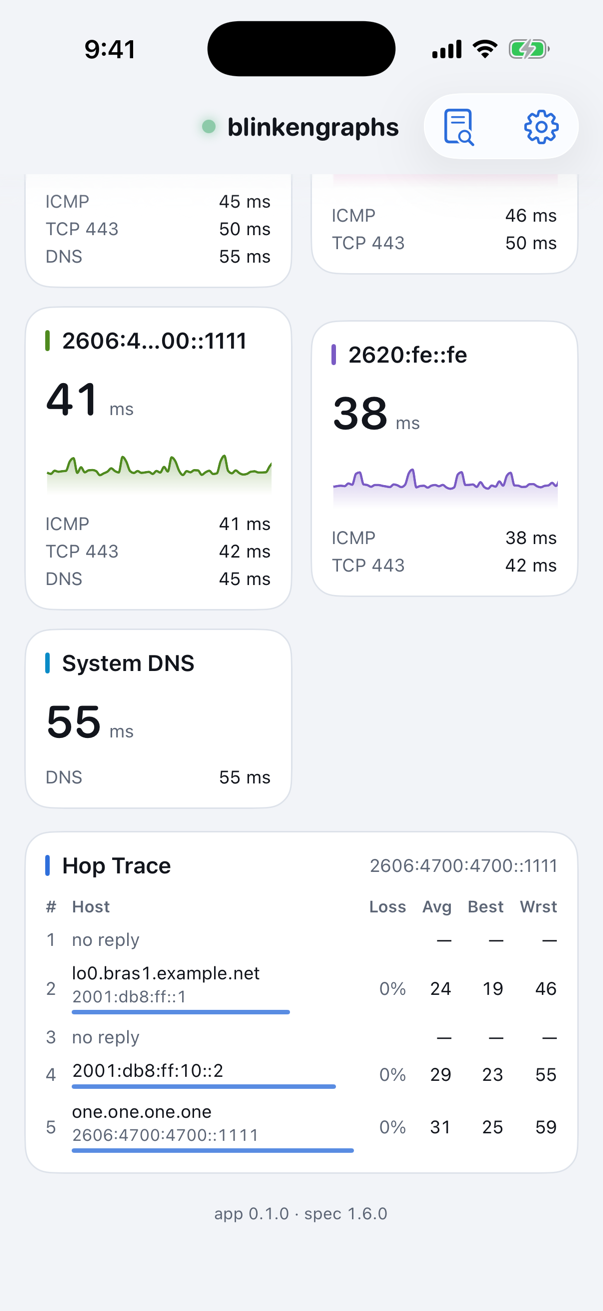 9:41
blinkengraphs
ICMP 45 ms
TCP 443 50 ms
DNS 55 ms
ICMP 46 ms
TCP 443 50 ms
2606:4...00::1111
41 ms
ICMP 41 ms
TCP 443 42 ms
DNS 45 ms
2620:fe::fe
38 ms
ICMP 38 ms
TCP 443 42 ms
System DNS
55 ms
DNS 55 ms
Hop Trace 2606:4700:4700::1111
# Host Loss Avg Best Wrst
1 no reply — — —
lo0.bras1.example.net
2 2001:db8:ff::1 0% 24 19 46
3 no reply — — —
4 2001:db8:ff:10::2 0% 29 23 55
one.one.one.one
5 2606:4700:4700::1111 0% 31 25 59
app 0.1.0 · spec 1.6.0